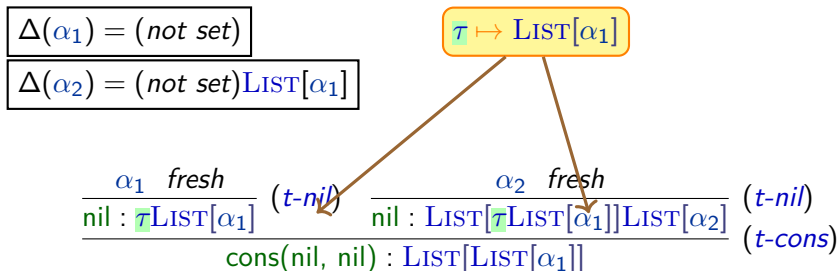 Δ(α₁) = (not set)
τ ↦ LIST[α₁]
Δ(α₂) = (not set)LIST[α₁]
α₁ fresh
α₂ fresh
nil : τLIST[α₁] (t-nil)
nil : LIST[τLIST[α₁]]LIST[α₂] (t-nil)
cons(nil, nil) : LIST[LIST[α₁]] (t-cons)